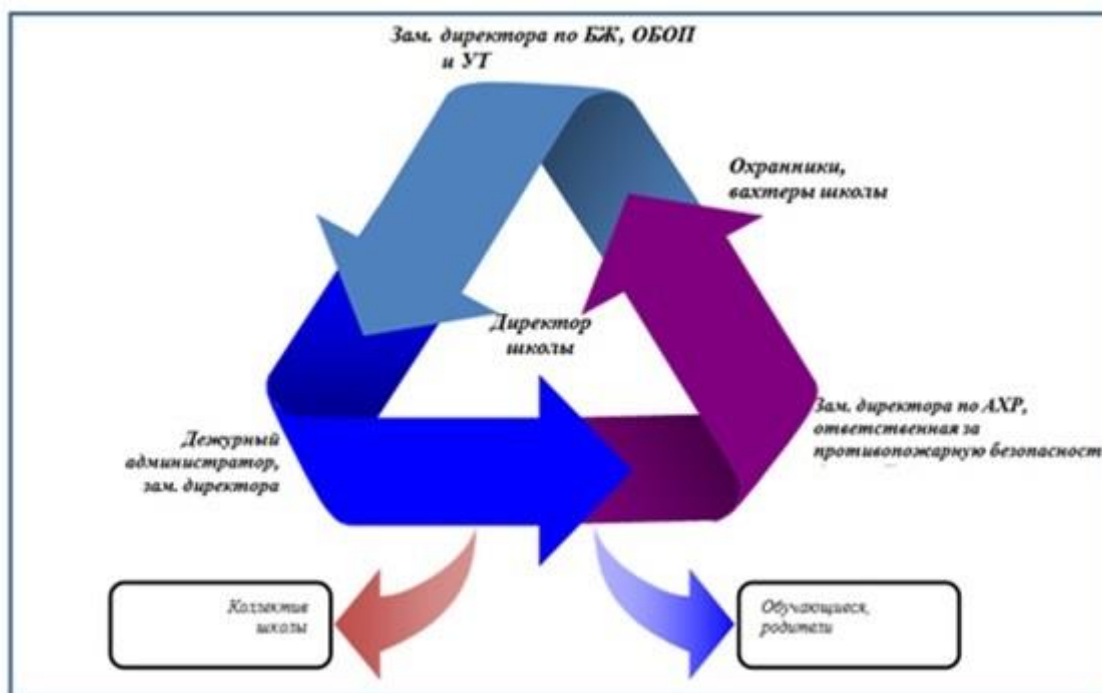 Зам. директора по БЖ, ОБОП
и УТ
Охранники,
вахтеры школы
Директор
школы
Зам. директора по АХР,
ответственная за
противопожарную безопасност
Дежурный
администратор,
зам. директора
Коллектив
школы
Обучающиеся,
родители